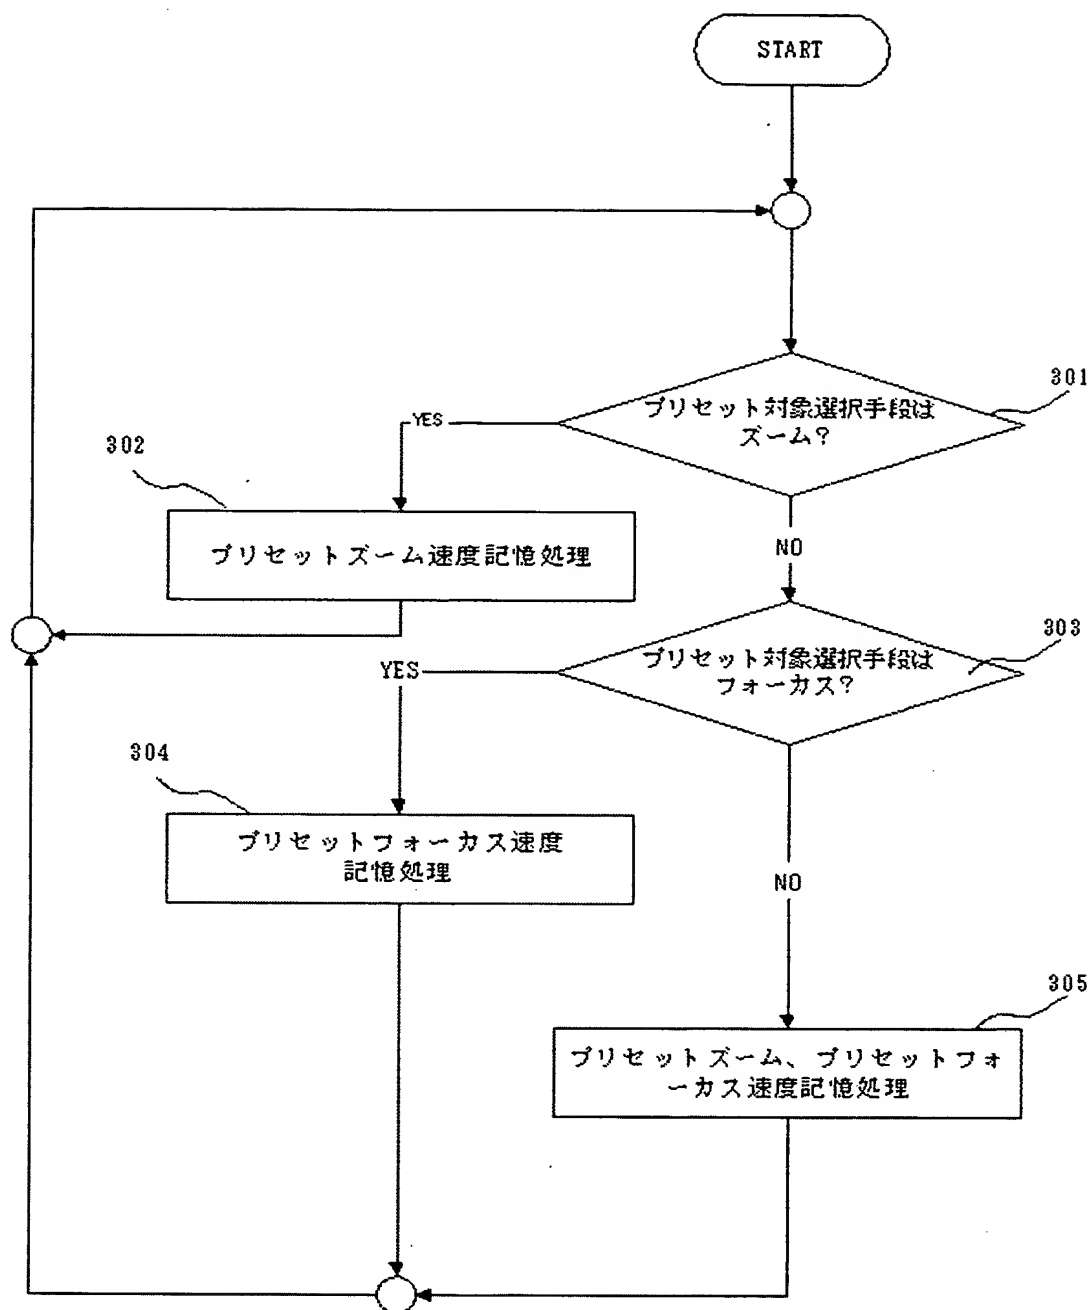 START
301
プリセット対象選択手段は
ズーム?
YES
302
プリセットズーム速度記憶処理
NO
303
プリセット対象選択手段は
フォーカス?
YES
304
プリセットフォーカス速度
記憶処理
NO
305
プリセットズーム、プリセットフォ
ーカス速度記憶処理